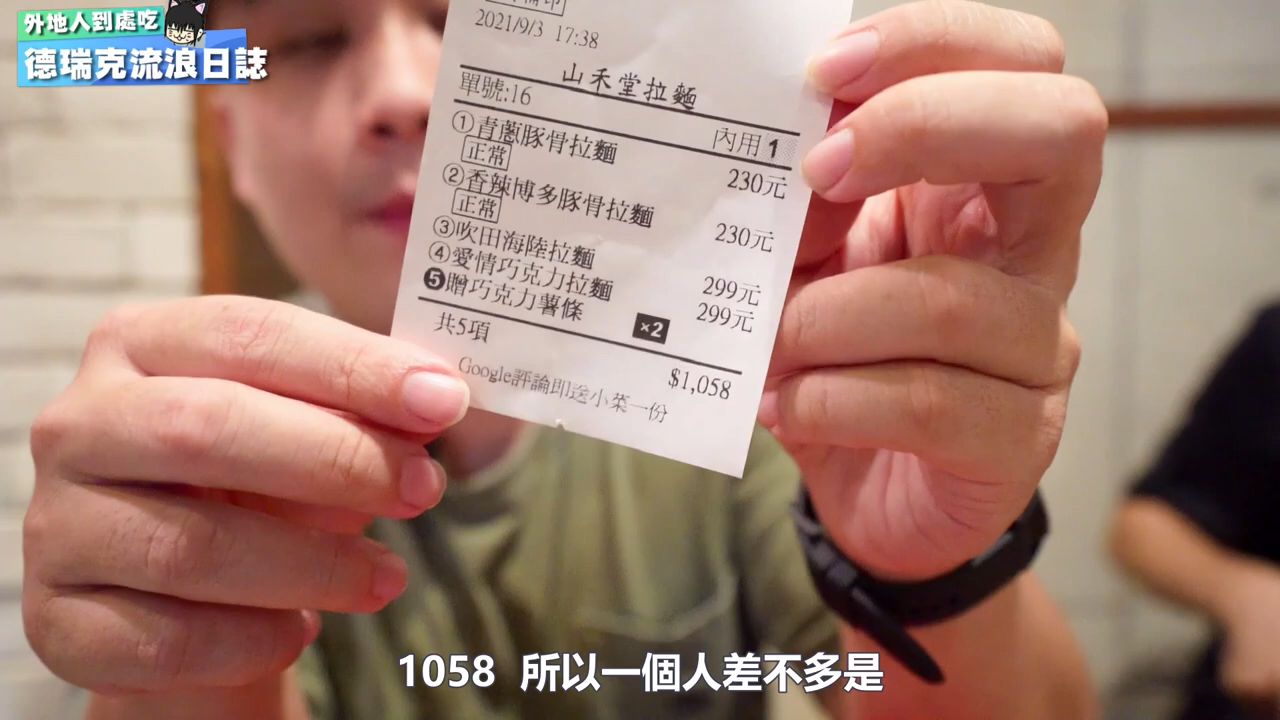 外地人到處吃
德瑞克流浪日誌
2021/9/3 17:38
山禾堂拉麵
單號:16 內用 1
①青蔥豚骨拉麵 230元
正常
②香辣博多豚骨拉麵 230元
正常
③吹田海陸拉麵 299元
④愛情巧克力拉麵 299元
❺贈巧克力薯條 ×2
共5項 $1,058
Google評論即送小菜一份
1058 所以一個人差不多是